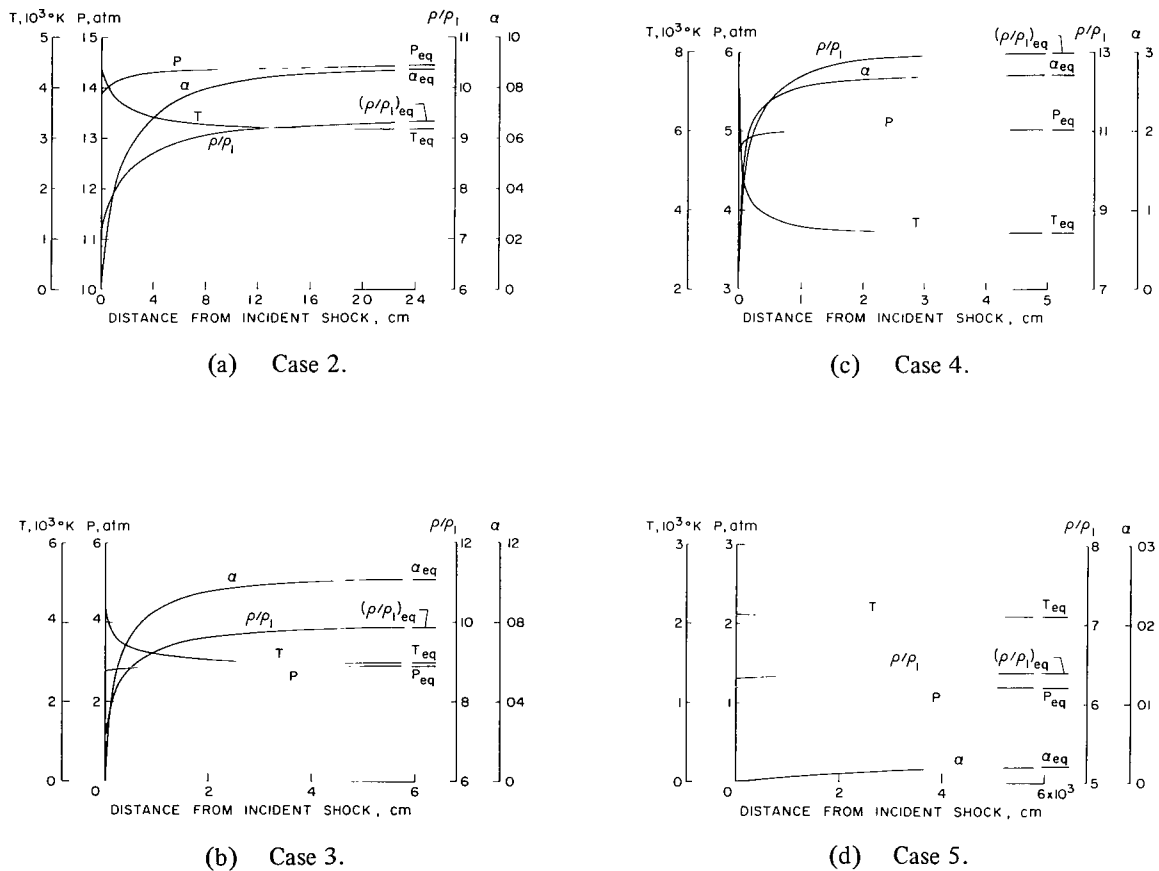 T, 10³ °K P, atm ρ/ρ₁ α
5 15 11 10
P P_eq
α α_eq
4 14 10 08
(ρ/ρ₁)_eq
T
3 13 9 06
ρ/ρ₁ T_eq
2 12 8 04
1 11 7 02
0 10 6 0
0 4 8 12 16 20 24
DISTANCE FROM INCIDENT SHOCK, cm
(a) Case 2.
T, 10³ °K P, atm ρ/ρ₁ α
8 6 13 3
ρ/ρ₁ (ρ/ρ₁)_eq
α α_eq
P P_eq
6 5 11 2
4 4 9 1
T T_eq
2 3 7 0
0 1 2 3 4 5
DISTANCE FROM INCIDENT SHOCK, cm
(c) Case 4.
T, 10³ °K P, atm ρ/ρ₁ α
6 6 12 12
α α_eq
(ρ/ρ₁)_eq
4 4 10 08
ρ/ρ₁
T T_eq
P P_eq
2 2 8 04
0 0 6 0
0 2 4 6
DISTANCE FROM INCIDENT SHOCK, cm
(b) Case 3.
T, 10³ °K P, atm ρ/ρ₁ α
3 3 8 03
T T_eq
2 2 7 02
ρ/ρ₁ (ρ/ρ₁)_eq
P P_eq
1 1 6 01
α α_eq
0 0 5 0
0 2 4 6x10³
DISTANCE FROM INCIDENT SHOCK, cm
(d) Case 5.